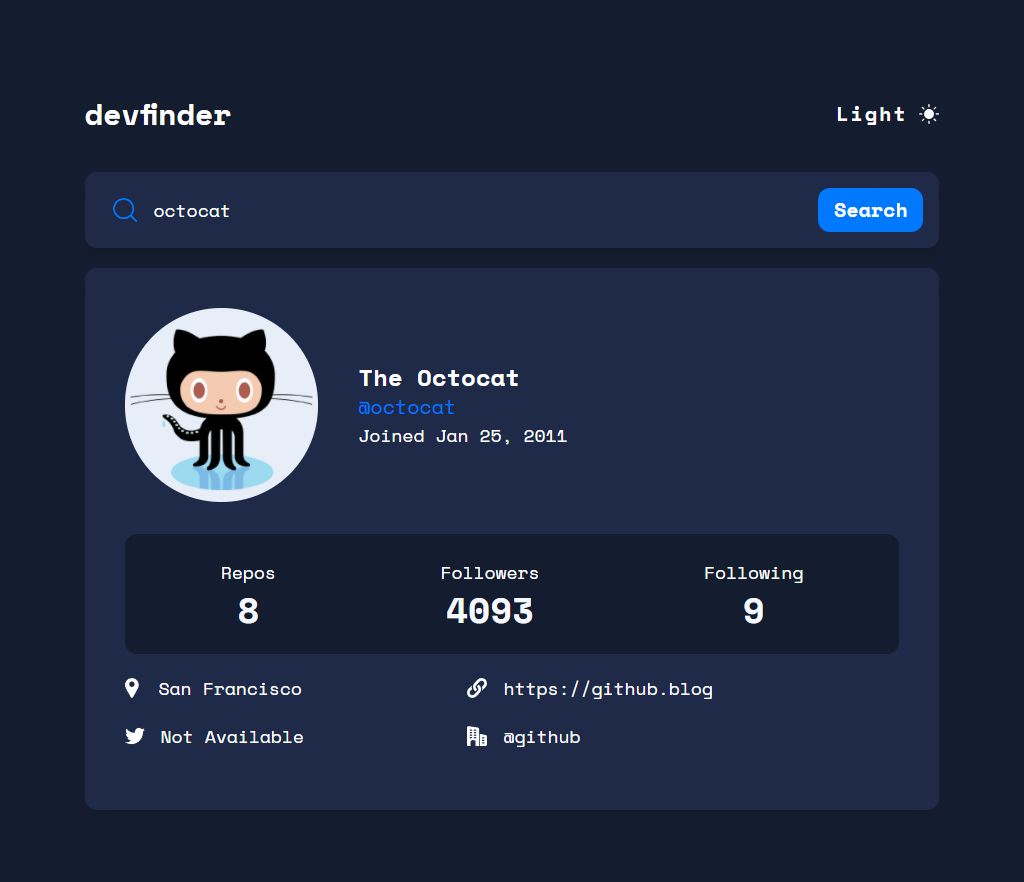 devfinder
Light
octocat
Search
The Octocat
@octocat
Joined Jan 25, 2011
Repos Followers Following
8 4093 9
San Francisco https://github.blog
Not Available @github